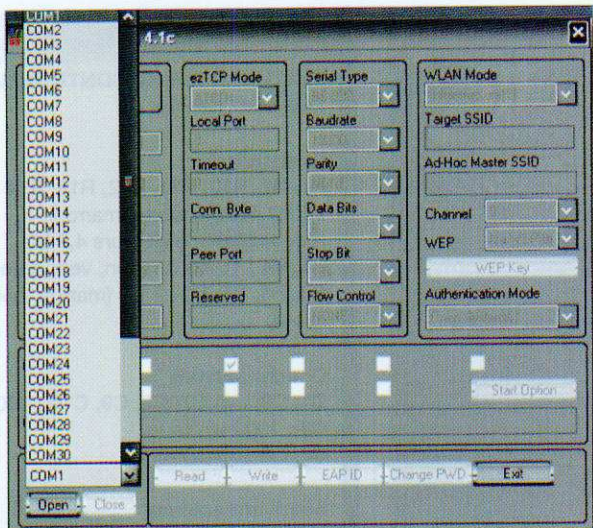 COM1
COM2
COM3
COM4
COM5
COM6
COM7
COM8
COM9
COM10
COM11
COM12
COM13
COM14
COM15
COM16
COM17
COM18
COM19
COM20
COM21
COM22
COM23
COM24
COM25
COM26
COM27
COM28
COM29
COM30
COM1
Open Close
4.1c
ezTCP Mode
Local Port
Timeout
Conn. Byte
Peer Port
Reserved
Serial Type
Baudrate
Parity
Data Bits
Stop Bit
Flow Control
WLAN Mode
Target SSID
Ad-Hoc Master SSID
Channel
WEP
WEP Key
Authentication Mode
Start Option
Read Write EAP ID Change PWD Exit